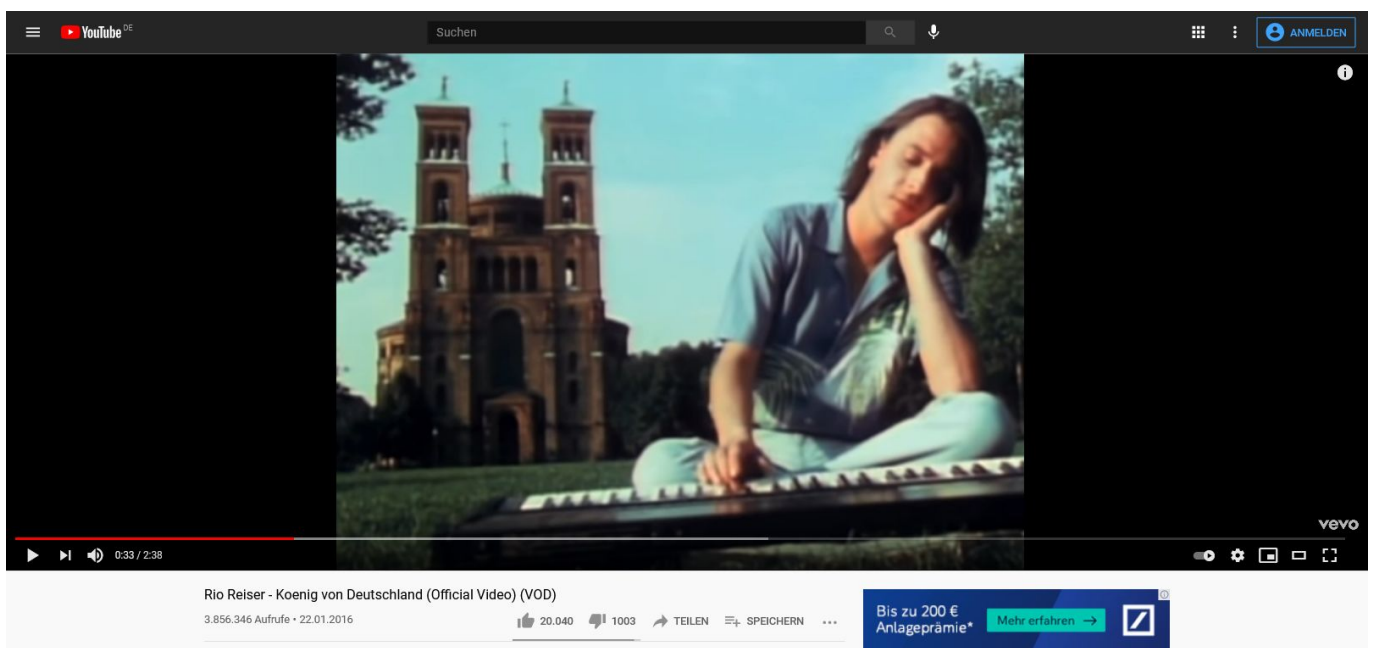 YouTube DE
Suchen
ANMELDEN
vevo
0:33 / 2:38
Rio Reiser - Koenig von Deutschland (Official Video) (VOD)
3.856.346 Aufrufe • 22.01.2016
20.040
1003
TEILEN
SPEICHERN
Bis zu 200 €
Anlageprämie*
Mehr erfahren →